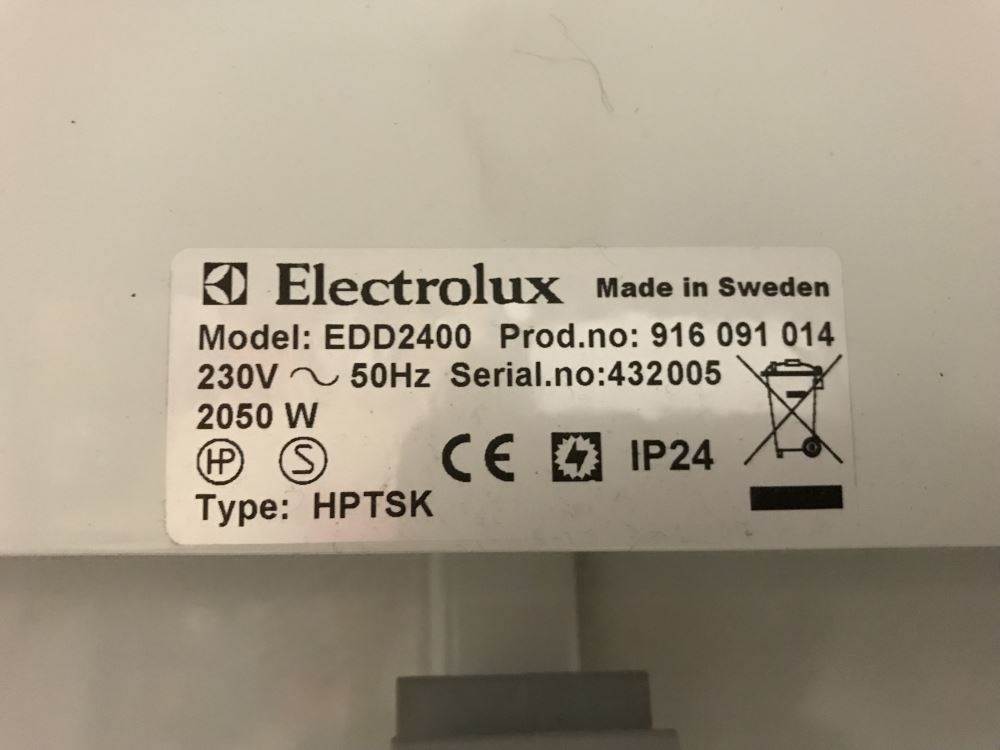 Electrolux Made in Sweden
Model: EDD2400 Prod.no: 916 091 014
230V ~ 50Hz Serial.no:432005
2050 W
HP S CE IP24
Type: HPTSK